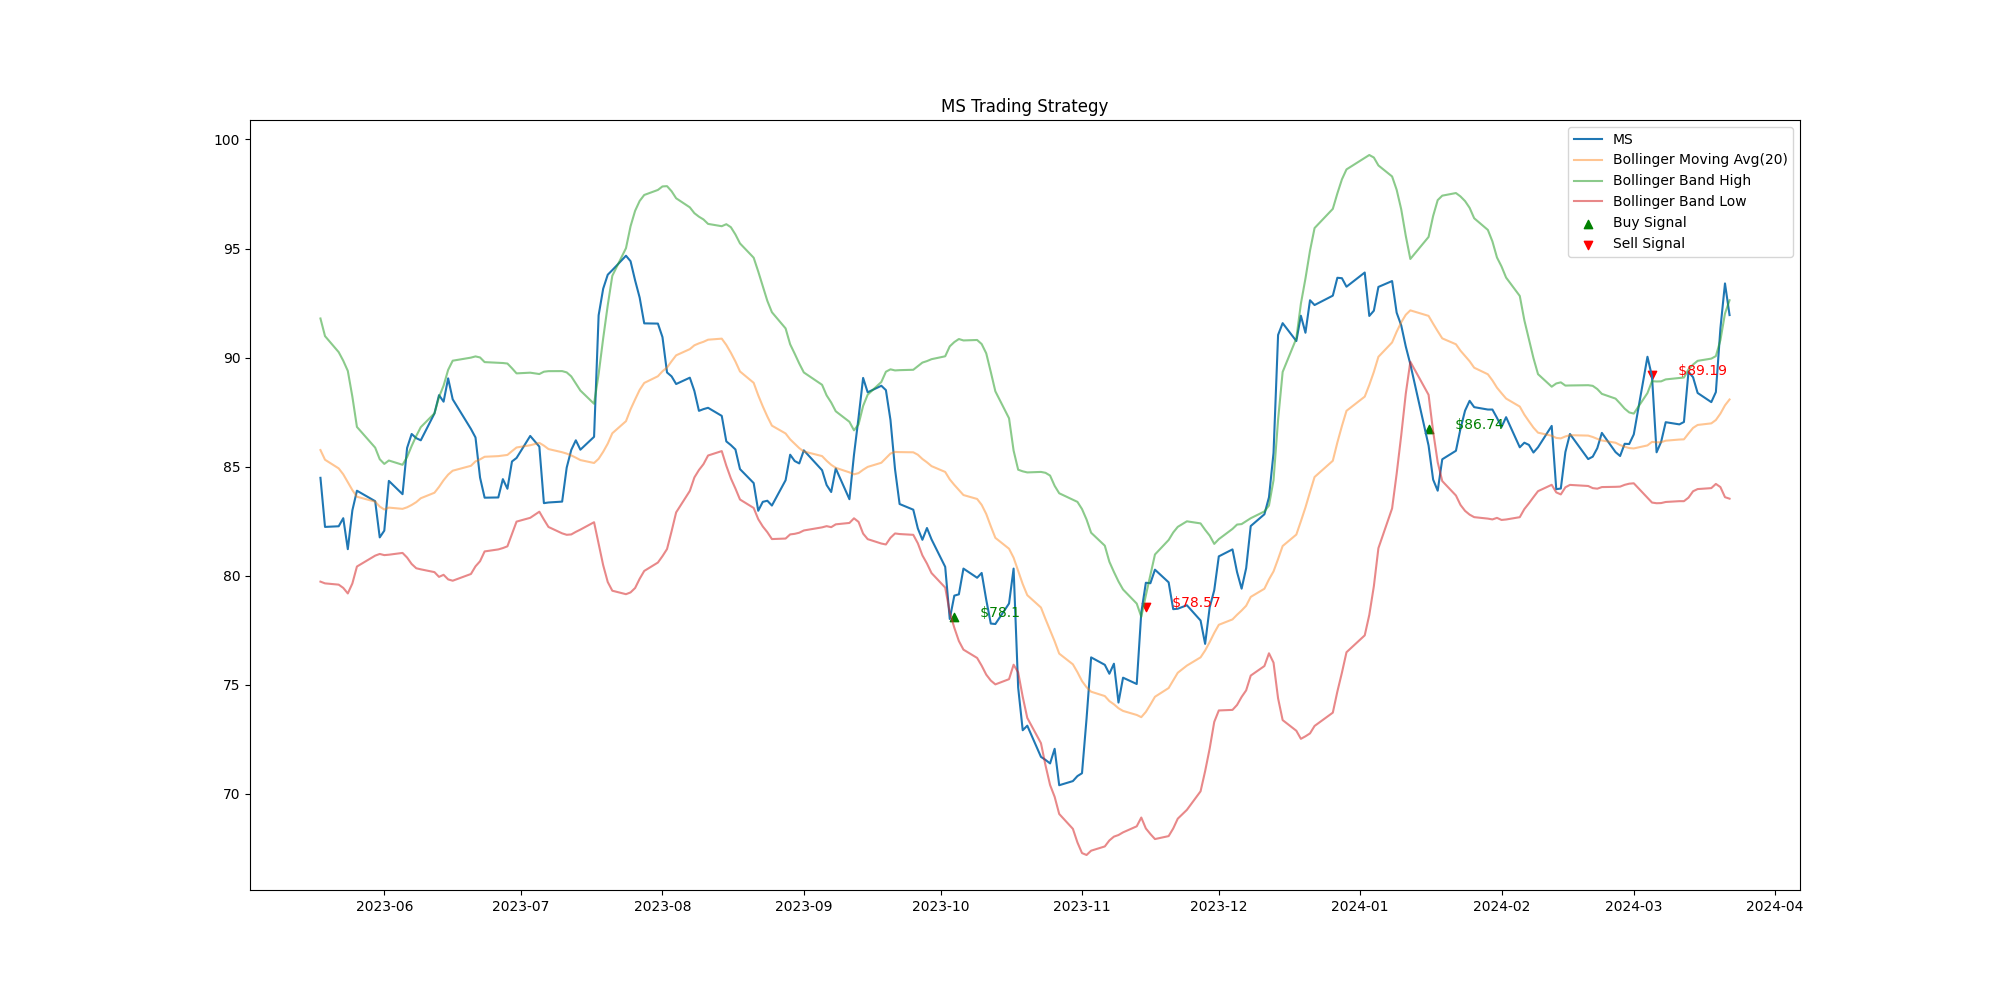 MS Trading Strategy
100
95
90
85
80
75
70
MS
Bollinger Moving Avg(20)
Bollinger Band High
Bollinger Band Low
Buy Signal
Sell Signal
$78.1
$78.57
$86.74
$89.19
2023-06 2023-07 2023-08 2023-09 2023-10 2023-11 2023-12 2024-01 2024-02 2024-03 2024-04